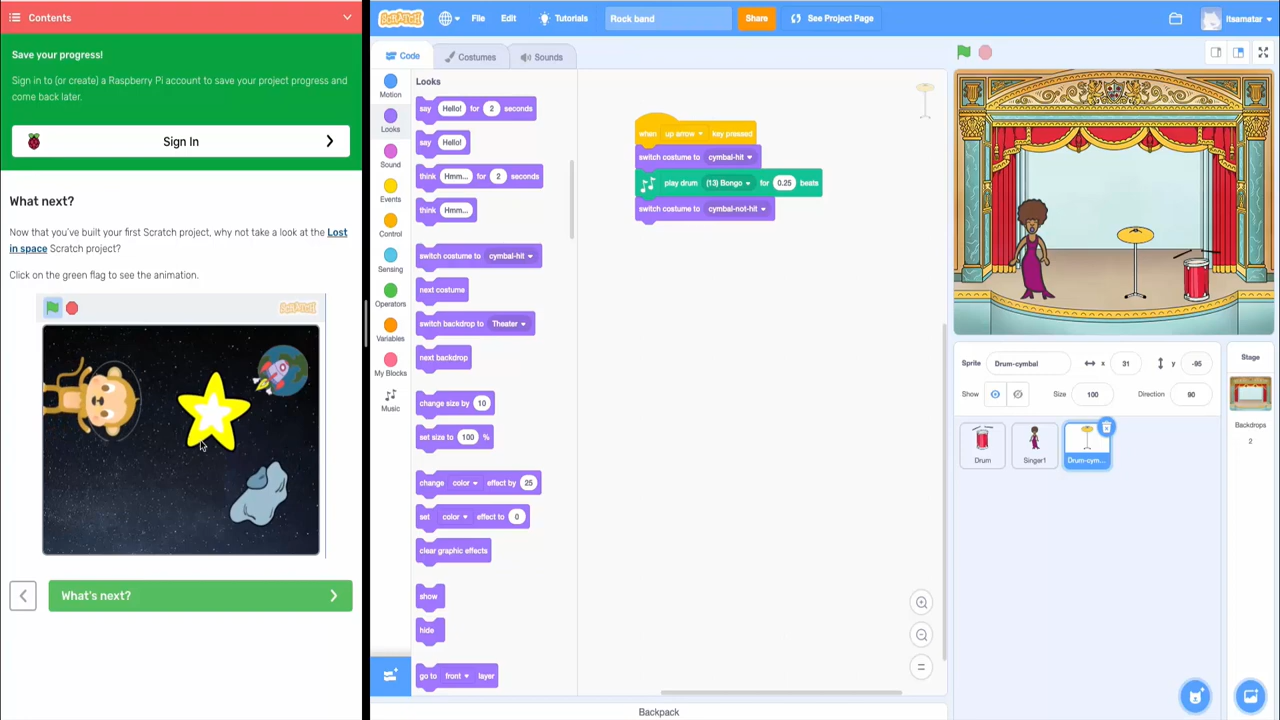 Contents
Save your progress!
Sign in to (or create) a Raspberry Pi account to save your project progress and
come back later.
Sign In
What next?
Now that you've built your first Scratch project, why not take a look at the Lost
in space Scratch project?
Click on the green flag to see the animation.
SCRATCH
What's next?
SCRATCH File Edit Tutorials Rock band Share See Project Page itsamatar
Code Costumes Sounds
Motion
Looks
Sound
Events
Control
Sensing
Operators
Variables
My Blocks
Music
Looks
say Hello! for 2 seconds
say Hello!
think Hmm... for 2 seconds
think Hmm...
switch costume to cymbal-hit
next costume
switch backdrop to Theater
next backdrop
change size by 10
set size to 100 %
change color effect by 25
set color effect to 0
clear graphic effects
show
hide
go to front layer
when up arrow key pressed
switch costume to cymbal-hit
play drum (13) Bongo for 0.25 beats
switch costume to cymbal-not-hit
Backpack
Sprite Drum-cymbal x 31 y -95
Show Size 100 Direction 90
Drum
Singer1
Drum-cym...
Stage
Backdrops
2